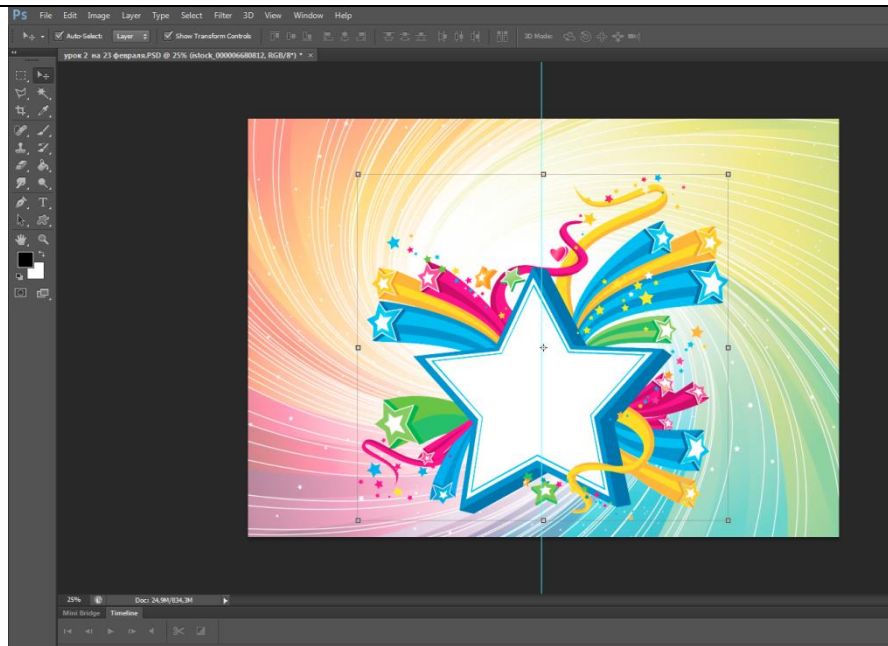 Ps File Edit Image Layer Type Select Filter 3D View Window Help
Auto-Select: Layer Show Transform Controls 3D Mode:
урок 2 на 23 февраля.PSD @ 25% (istock_000006680812, RGB/8*) * ×
T
25% Doc: 24,9M/834,3M
Mini Bridge Timeline